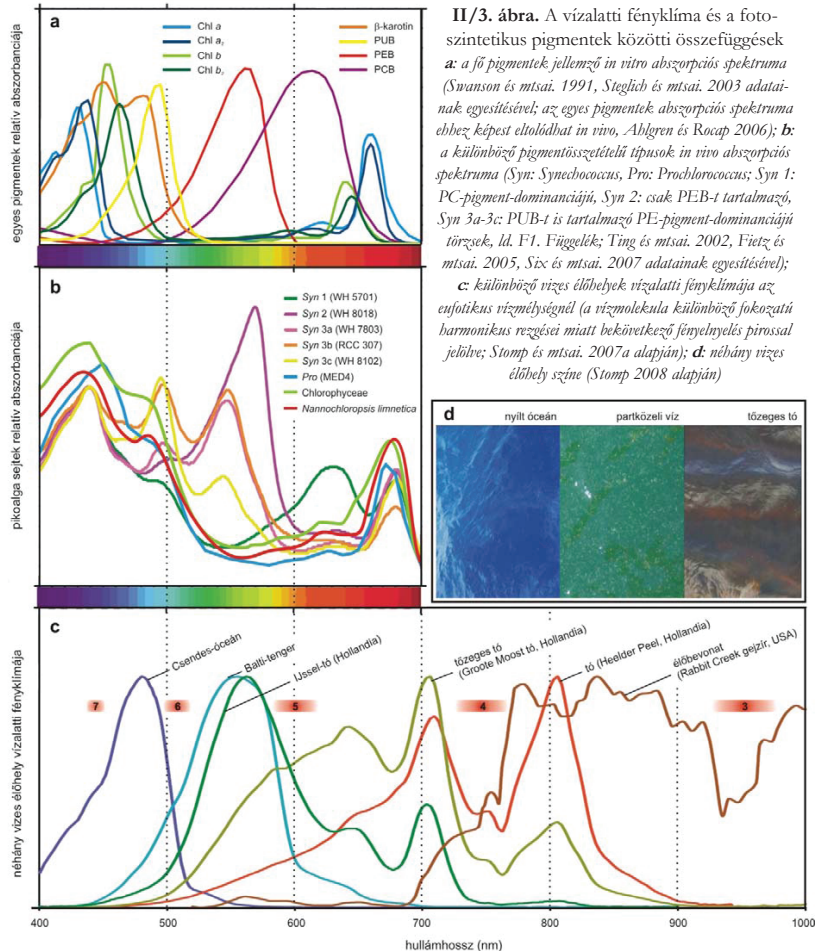 a
egyes pigmentek relatív abszorbanciája
Chl a
Chl a₂
Chl b
Chl b₂
β-karotin
PUB
PEB
PCB
II/3. ábra. A vízalatti fényklíma és a foto-
szintetikus pigmentek közötti összefüggések
a: a fő pigmentek jellemző in vitro abszorpciós spektruma
(Swanson és mtsai. 1991, Steglich és mtsai. 2003 adatai-
nak egyesítésével; az egyes pigmentek abszorpciós spektruma
ehhez képest eltolódhat in vivo, Ahlgren és Rocap 2006); b:
a különböző pigmentösszetételű típusok in vivo abszorpciós
spektruma (Syn: Synechococcus, Pro: Prochlorococcus; Syn 1:
PC-pigment-dominanciájú, Syn 2: csak PEB-t tartalmazó,
Syn 3a-3c: PUB-t is tartalmazó PE-pigment-dominanciájú
törzsek, ld. F1. Függelék; Ting és mtsai. 2002, Fietz és
mtsai. 2005, Six és mtsai. 2007 adatainak egyesítésével);
c: különböző vizes élőhelyek vízalatti fényklímája az
eufotikus vízmélységnél (a vízmolekula különböző fokozatú
harmonikus rezgései miatt bekövetkező fényelnyelés pirossal
jelölve; Stomp és mtsai. 2007a alapján); d: néhány vizes
élőhely színe (Stomp 2008 alapján)
b
pikoalga sejtek relatív abszorbanciája
Syn 1 (WH 5701)
Syn 2 (WH 8018)
Syn 3a (WH 7803)
Syn 3b (RCC 307)
Syn 3c (WH 8102)
Pro (MED4)
Chlorophyceae
Nannochloropsis limnetica
d
nyílt óceán
partközeli víz
tőzeges tó
c
néhány vizes élőhely vízalatti fényklímája
Csendes-óceán
Balti-tenger
IJssel-tó (Hollandia)
tőzeges tó
(Groote Moost tó, Hollandia)
tó (Heelder Peel, Hollandia)
élőbevonat
(Rabbit Creek gejzír, USA)
7
6
5
4
3
400
500
600
700
800
900
1000
hullámhossz (nm)